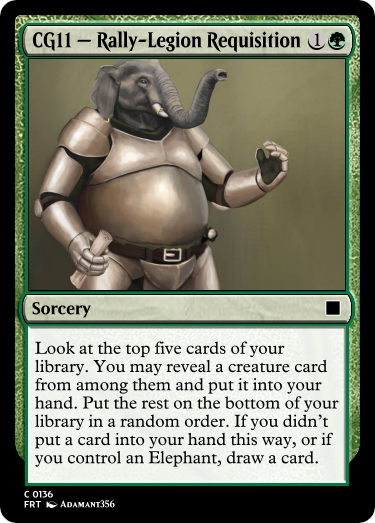 CG11 — Rally-Legion Requisition 1
Sorcery
Look at the top five cards of your
library. You may reveal a creature card
from among them and put it into your
hand. Put the rest on the bottom of your
library in a random order. If you didn't
put a card into your hand this way, or if
you control an Elephant, draw a card.
C 0136
FRT Adamant356